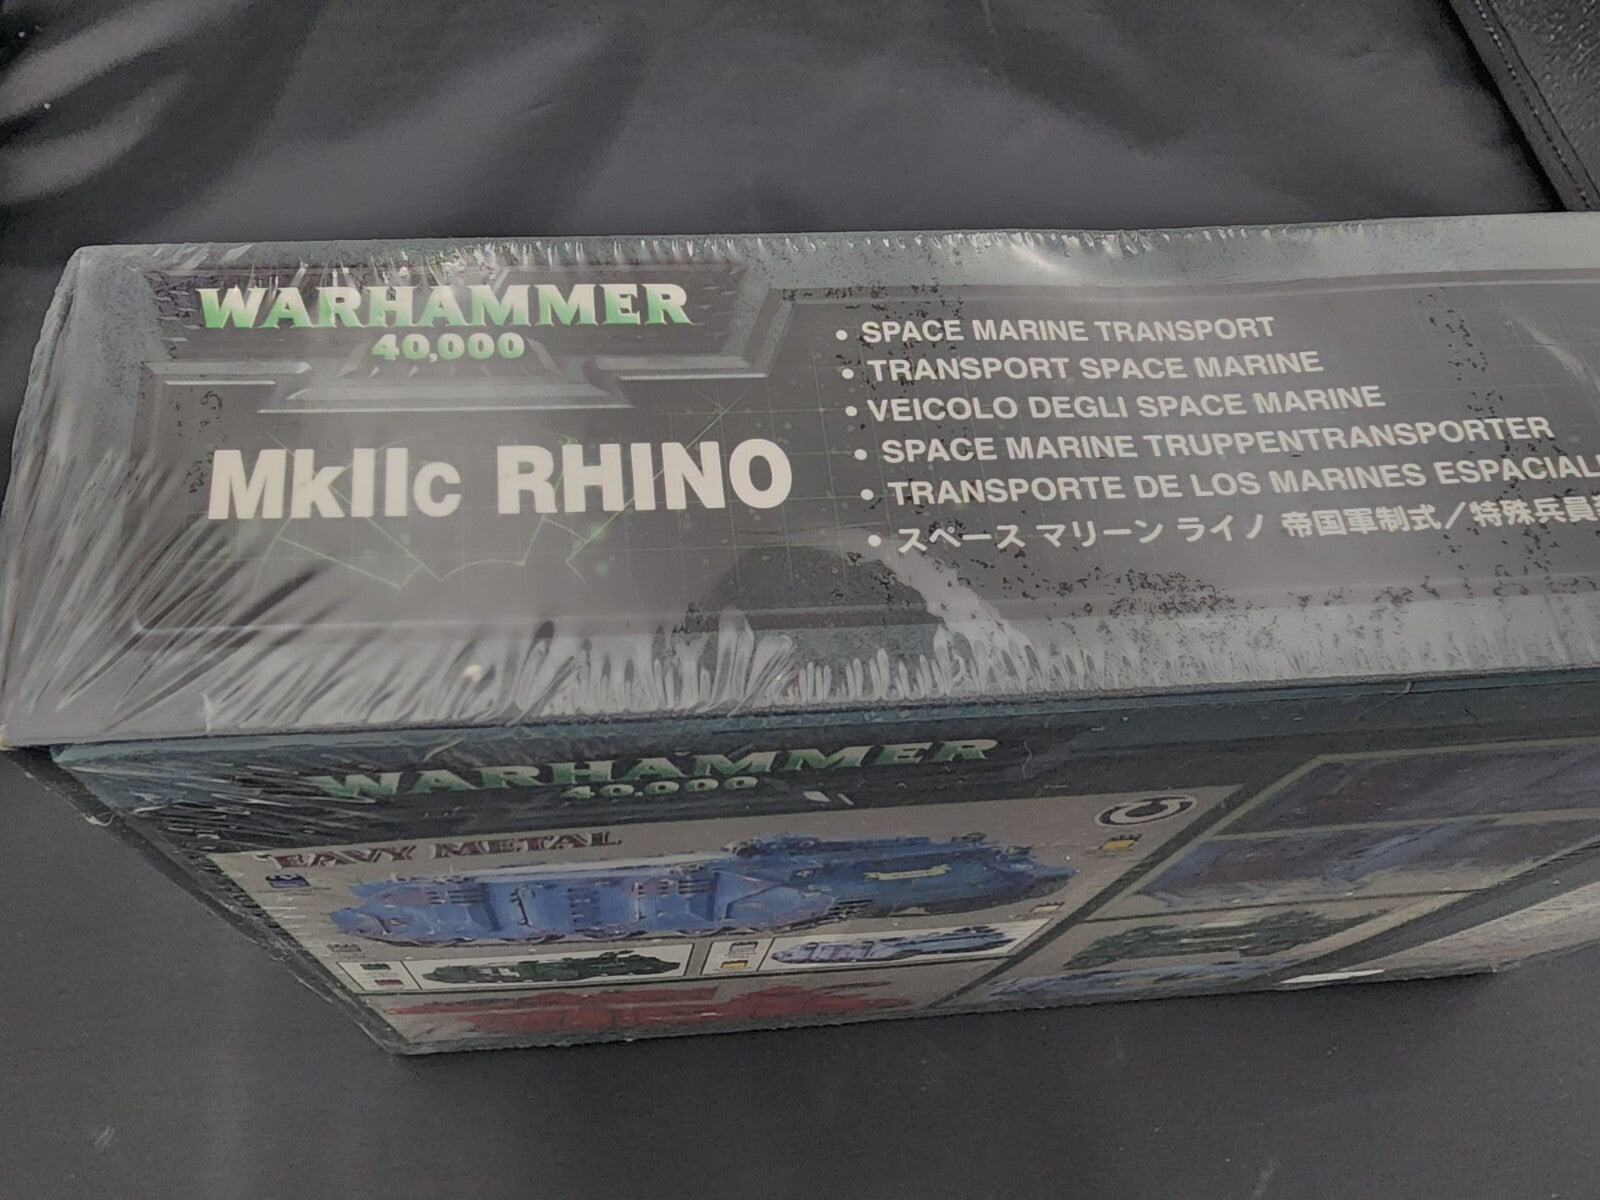 WARHAMMER
40,000
MkIIc RHINO
• SPACE MARINE TRANSPORT
• TRANSPORT SPACE MARINE
• VEICOLO DEGLI SPACE MARINE
• SPACE MARINE TRUPPENTRANSPORTER
• TRANSPORTE DE LOS MARINES
• スペース マリーン ライノ 帝国軍制式/特殊兵員
WARHAMMER
40,000
'EAVY METAL